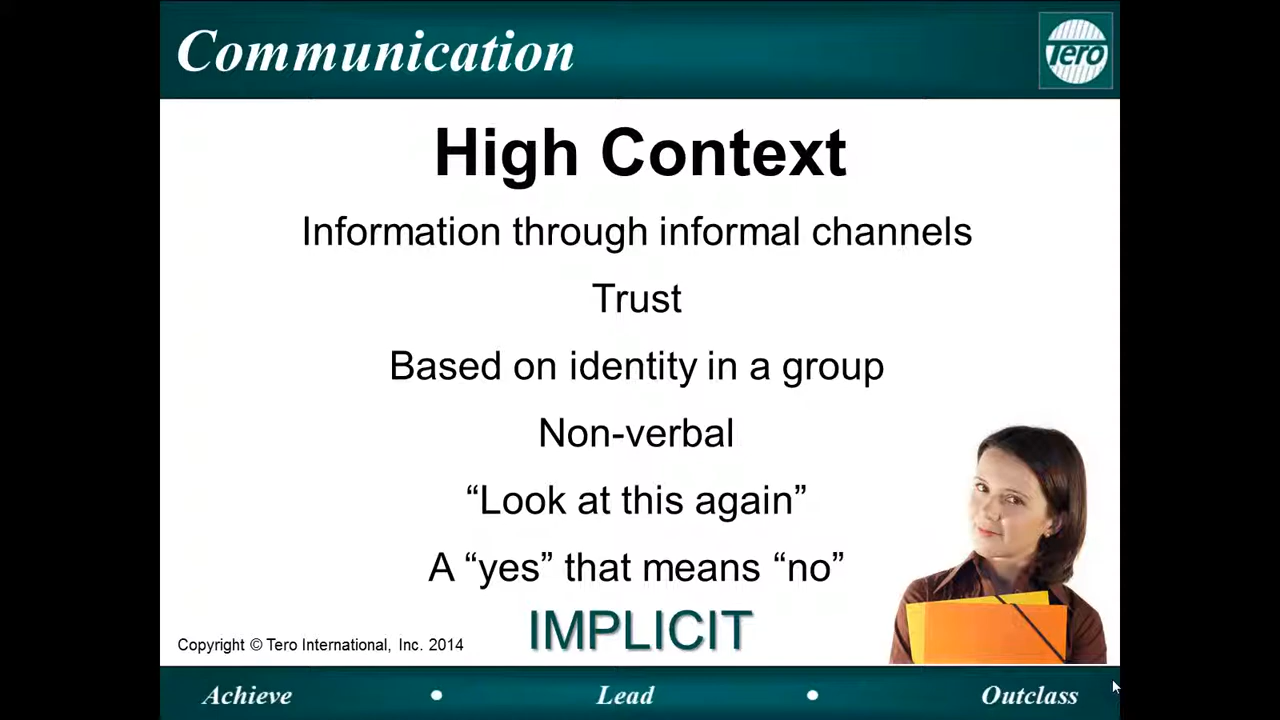 Communication
Tero
High Context
Information through informal channels
Trust
Based on identity in a group
Non-verbal
“Look at this again”
A “yes” that means “no”
IMPLICIT
Copyright © Tero International, Inc. 2014
Achieve • Lead • Outclass